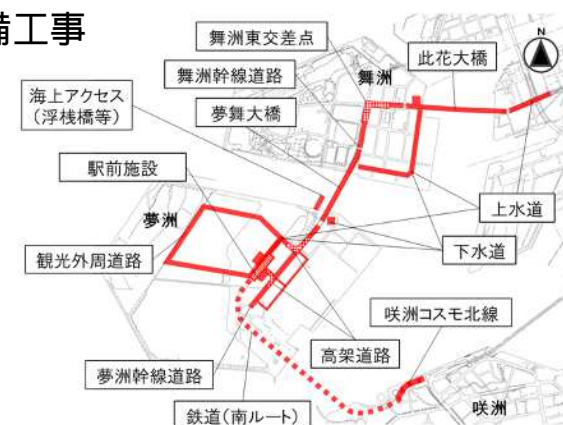 備工事
N
舞洲東交差点
舞洲
此花大橋
舞洲幹線道路
海上アクセス
(浮桟橋等)
夢舞大橋
駅前施設
上水道
夢洲
下水道
観光外周道路
咲洲コスモ北線
高架道路
夢洲幹線道路
咲洲
鉄道(南ルート)